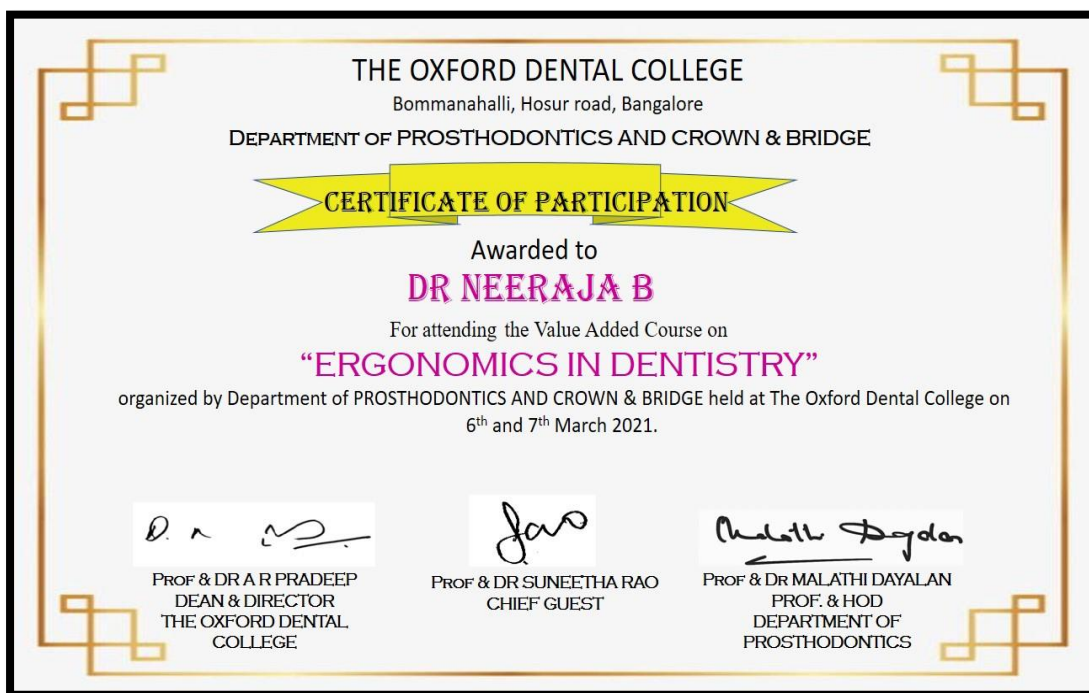 THE OXFORD DENTAL COLLEGE
Bommanahalli, Hosur road, Bangalore
DEPARTMENT OF PROSTHODONTICS AND CROWN & BRIDGE
CERTIFICATE OF PARTICIPATION
Awarded to
DR NEERAJA B
For attending the Value Added Course on
“ERGONOMICS IN DENTISTRY”
organized by Department of PROSTHODONTICS AND CROWN & BRIDGE held at The Oxford Dental College on
6th and 7th March 2021.
Rao
Malathi Dayalan
PROF & DR A R PRADEEP
DEAN & DIRECTOR
THE OXFORD DENTAL
COLLEGE
PROF & DR SUNEETHA RAO
CHIEF GUEST
PROF & DR MALATHI DAYALAN
PROF. & HOD
DEPARTMENT OF
PROSTHODONTICS